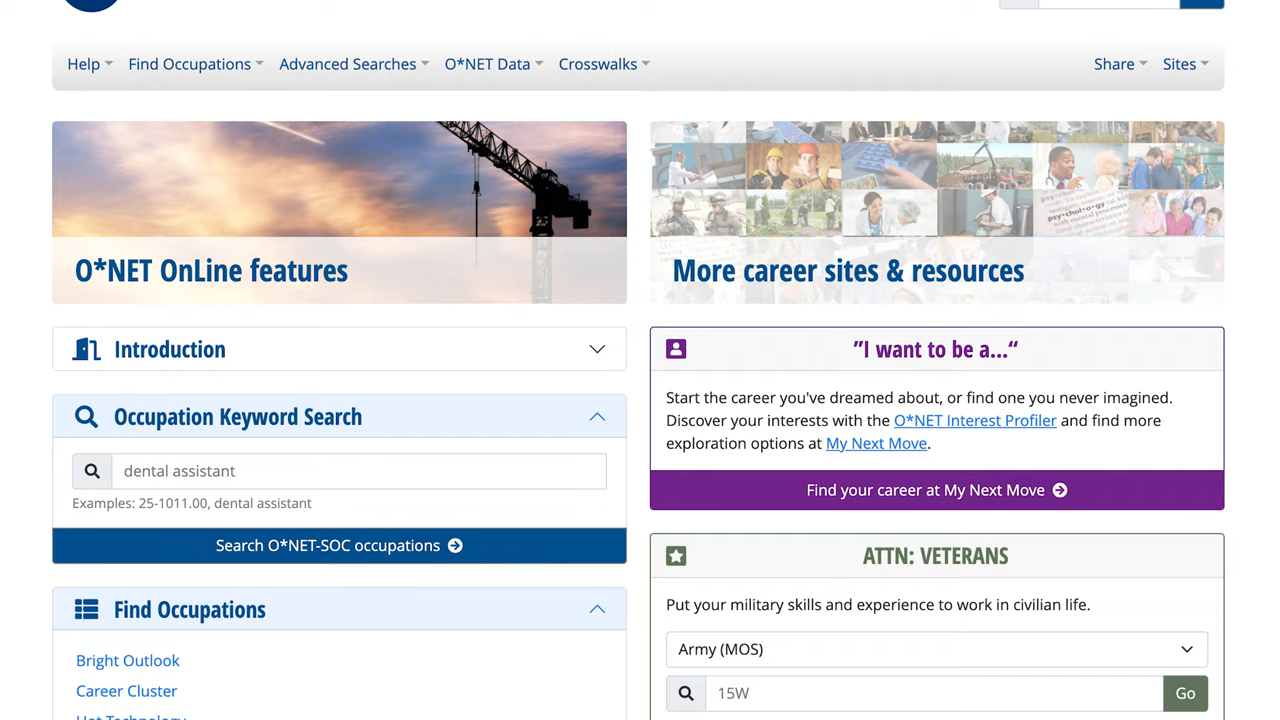 Help Find Occupations Advanced Searches O*NET Data Crosswalks Share Sites
O*NET OnLine features
More career sites & resources
psy•chol•o•gy
Introduction
Occupation Keyword Search
dental assistant
Examples: 25-1011.00, dental assistant
Search O*NET-SOC occupations
Find Occupations
Bright Outlook
Career Cluster
Hot Technology
”I want to be a...“
Start the career you've dreamed about, or find one you never imagined.
Discover your interests with the O*NET Interest Profiler and find more
exploration options at My Next Move.
Find your career at My Next Move
ATTN: VETERANS
Put your military skills and experience to work in civilian life.
Army (MOS)
15W
Go